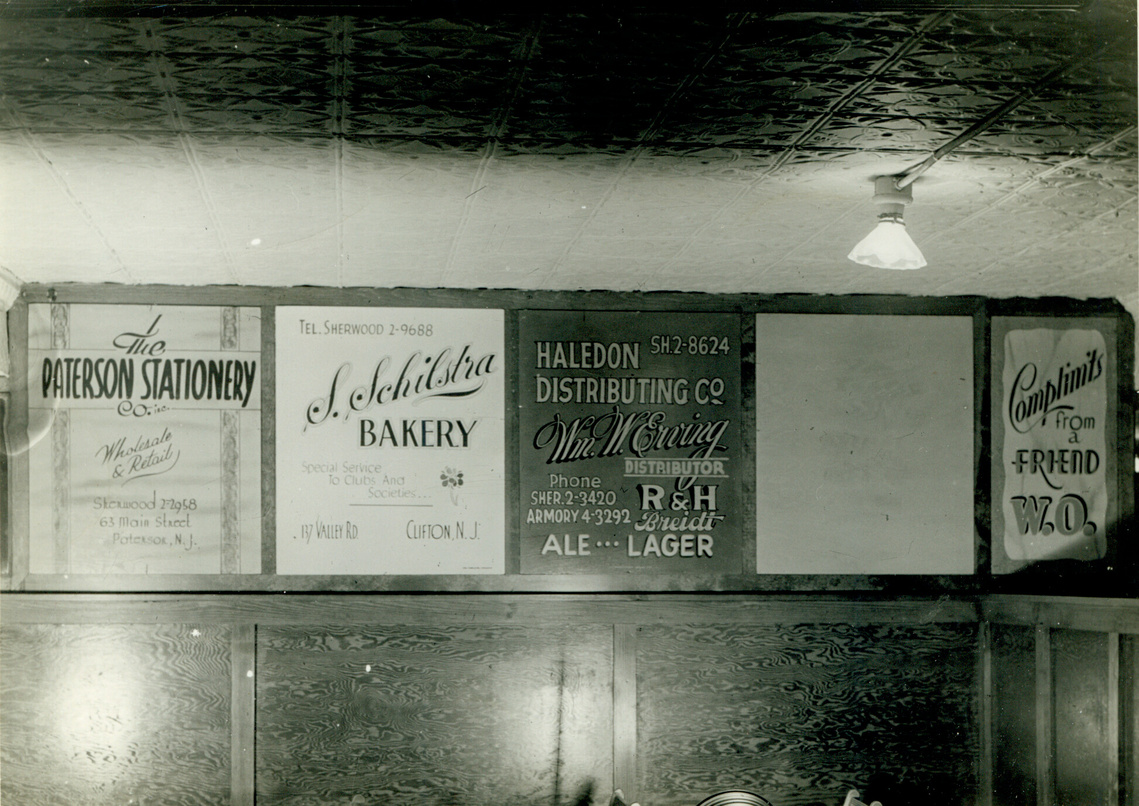 The
PATERSON STATIONERY
CO. INC.
Wholesale
& Retail
Sherwood 2-2958
63 Main Street
Paterson, N.J.
TEL. SHERWOOD 2-9688
S. Schilstra
BAKERY
Special Service
To Clubs And
Societies...
137 VALLEY RD. CLIFTON, N.J.
HALEDON SH.2-8624
DISTRIBUTING CO
Wm. W. Erving
DISTRIBUTOR
Phone
SHER.2-3420
ARMORY 4-3292
R & H
Breidt
ALE ... LAGER
Complimits
from
a
FRIEND
W.O.